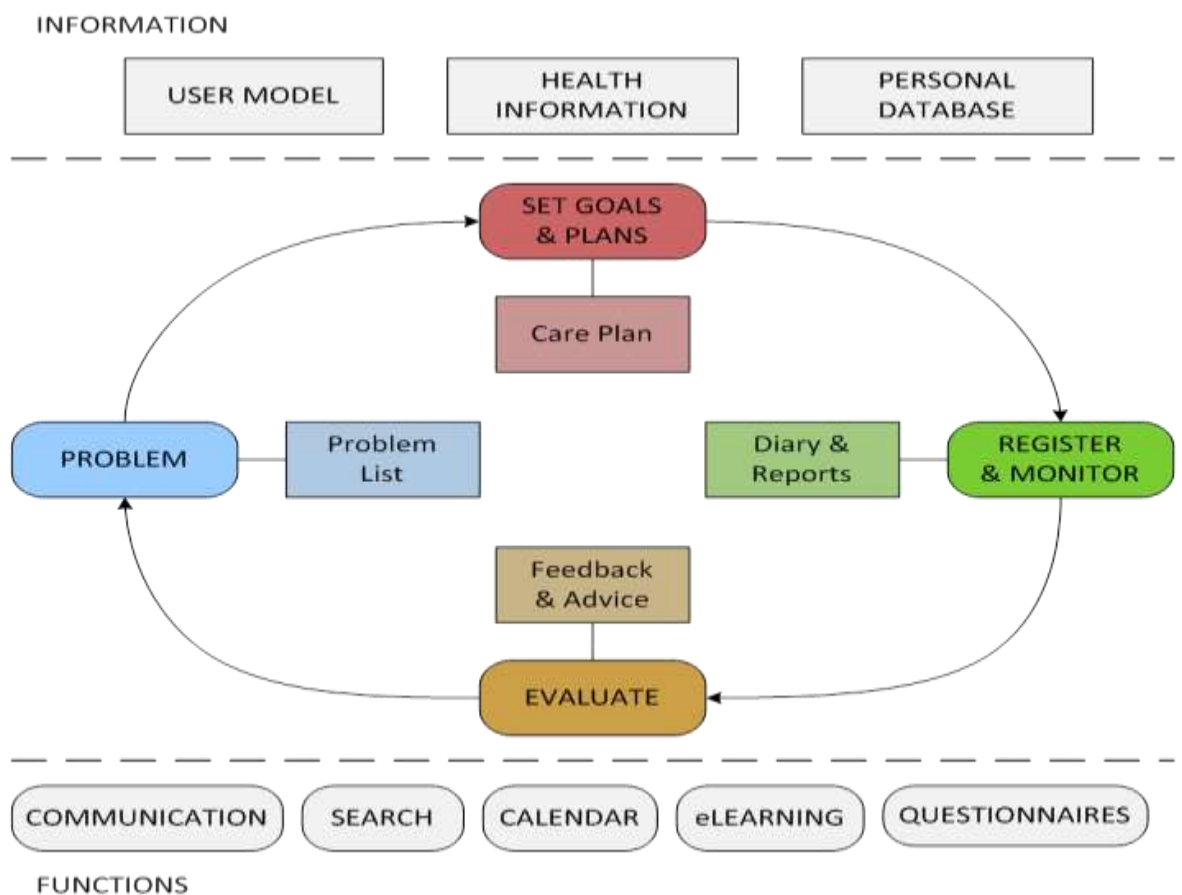 INFORMATION
USER MODEL
HEALTH
INFORMATION
PERSONAL
DATABASE
SET GOALS
& PLANS
Care Plan
PROBLEM
Problem
List
Diary &
Reports
REGISTER
& MONITOR
Feedback
& Advice
EVALUATE
COMMUNICATION
SEARCH
CALENDAR
eLEARNING
QUESTIONNAIRES
FUNCTIONS